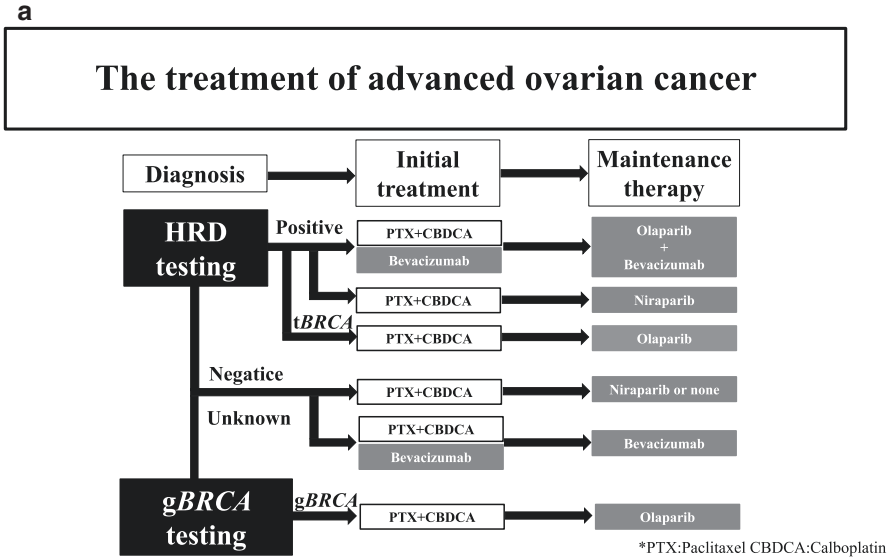 a
The treatment of advanced ovarian cancer
Diagnosis
Initial
treatment
Maintenance
therapy
HRD
testing
Positive
PTX+CBDCA
Bevacizumab
Olaparib
+
Bevacizumab
PTX+CBDCA
Niraparib
tBRCA
PTX+CBDCA
Olaparib
Negatice
Unknown
PTX+CBDCA
Niraparib or none
PTX+CBDCA
Bevacizumab
Bevacizumab
gBRCA
testing
gBRCA
PTX+CBDCA
Olaparib
*PTX:Paclitaxel CBDCA:Calboplatin